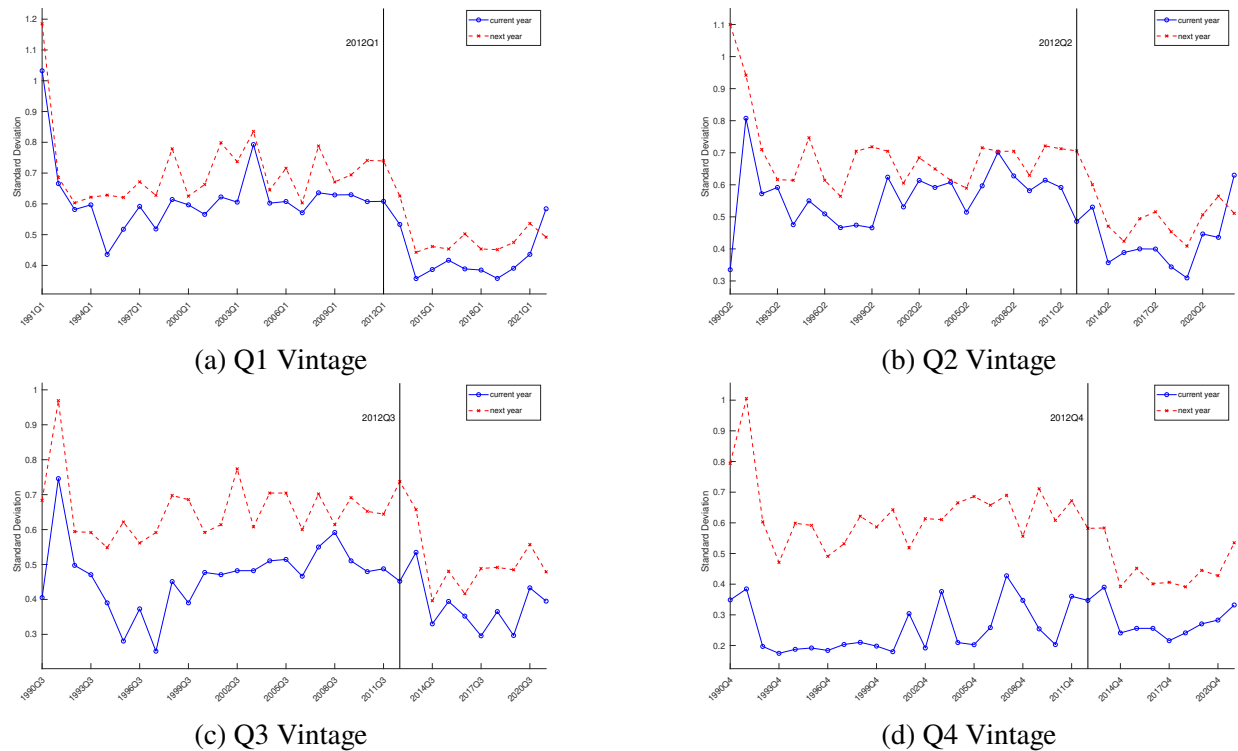 1.2
1.1
1
0.9
0.8
0.7
0.6
0.5
0.4
Standard Deviation
2012Q1
current year
next year
1991Q1
1994Q1
1997Q1
2000Q1
2003Q1
2006Q1
2009Q1
2012Q1
2015Q1
2018Q1
2021Q1
(a) Q1 Vintage
1.1
1
0.9
0.8
0.7
0.6
0.5
0.4
0.3
Standard Deviation
2012Q2
current year
next year
1990Q2
1993Q2
1996Q2
1999Q2
2002Q2
2005Q2
2008Q2
2011Q2
2014Q2
2017Q2
2020Q2
(b) Q2 Vintage
1
0.9
0.8
0.7
0.6
0.5
0.4
0.3
Standard Deviation
2012Q3
current year
next year
1990Q3
1993Q3
1996Q3
1999Q3
2002Q3
2005Q3
2008Q3
2011Q3
2014Q3
2017Q3
2020Q3
(c) Q3 Vintage
1
0.9
0.8
0.7
0.6
0.5
0.4
0.3
0.2
Standard Deviation
2012Q4
current year
next year
1990Q4
1993Q4
1996Q4
1999Q4
2002Q4
2005Q4
2008Q4
2011Q4
2014Q4
2017Q4
2020Q4
(d) Q4 Vintage